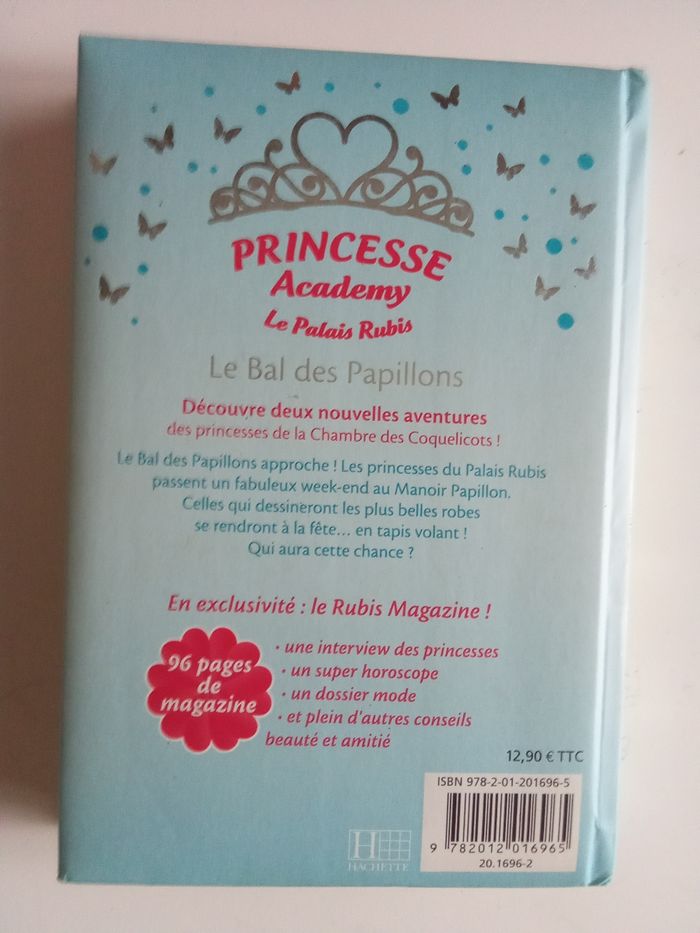 PRINCESSE
Academy
Le Palais Rubis
Le Bal des Papillons
Découvre deux nouvelles aventures
des princesses de la Chambre des Coquelicots !
Le Bal des Papillons approche ! Les princesses du Palais Rubis
passent un fabuleux week-end au Manoir Papillon.
Celles qui dessineront les plus belles robes
se rendront à la fête... en tapis volant !
Qui aura cette chance ?
En exclusivité : le Rubis Magazine !
96 pages
de
magazine
· une interview des princesses
· un super horoscope
· un dossier mode
· et plein d'autres conseils
beauté et amitié
12,90 € TTC
ISBN 978-2-01-201696-5
9 782012 016965
20.1696-2
H
HACHETTE